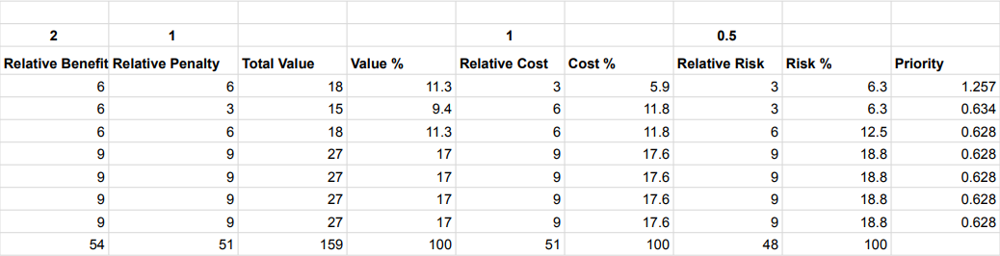 2 1 1 0.5
Relative Benefit Relative Penalty Total Value Value % Relative Cost Cost % Relative Risk Risk % Priority
6 6 18 11.3 3 5.9 3 6.3 1.257
6 3 15 9.4 6 11.8 3 6.3 0.634
6 6 18 11.3 6 11.8 6 12.5 0.628
9 9 27 17 9 17.6 9 18.8 0.628
9 9 27 17 9 17.6 9 18.8 0.628
9 9 27 17 9 17.6 9 18.8 0.628
9 9 27 17 9 17.6 9 18.8 0.628
54 51 159 100 51 100 48 100